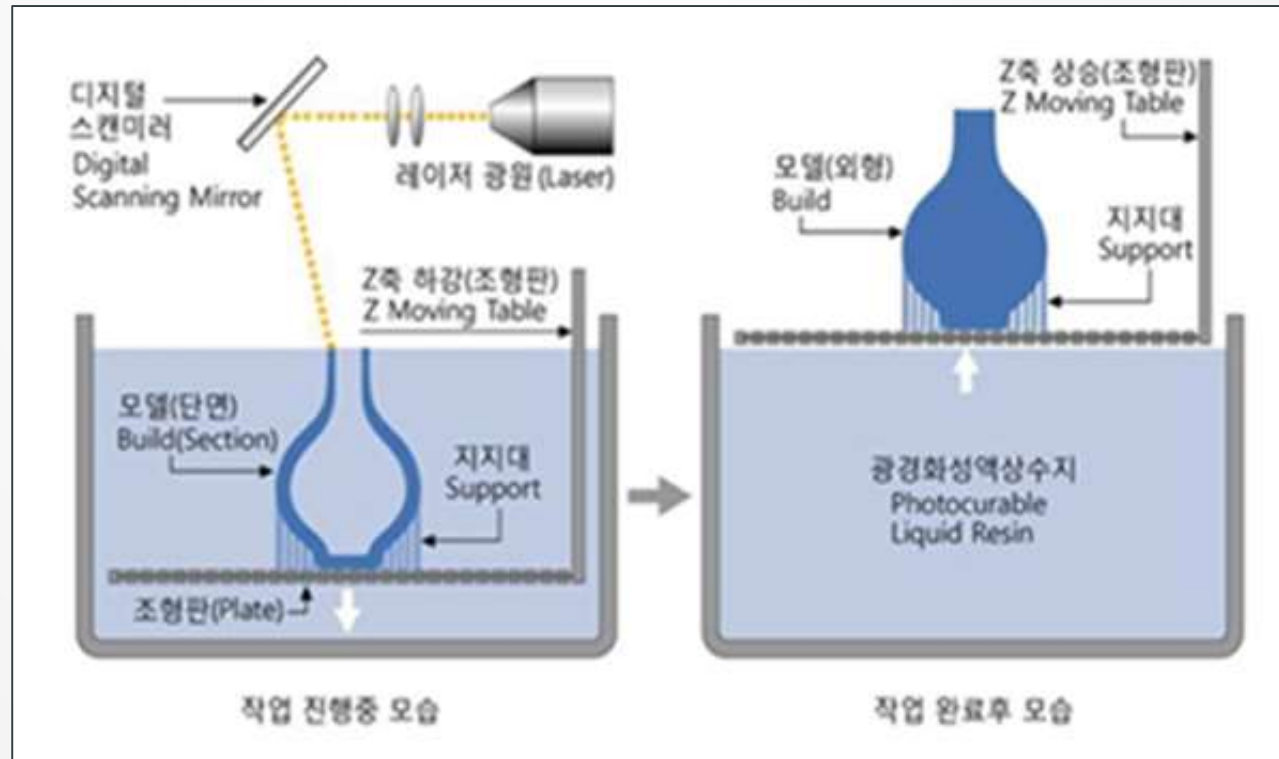 디지털
스캔미러
Digital
Scanning Mirror
레이저 광원(Laser)
Z축 하강(조형판)
Z Moving Table
모델(단면)
Build(Section)
지지대
Support
조형판(Plate)
작업 진행중 모습
Z축 상승(조형판)
Z Moving Table
모델(외형)
Build
지지대
Support
광경화성액상수지
Photocurable
Liquid Resin
작업 완료후 모습